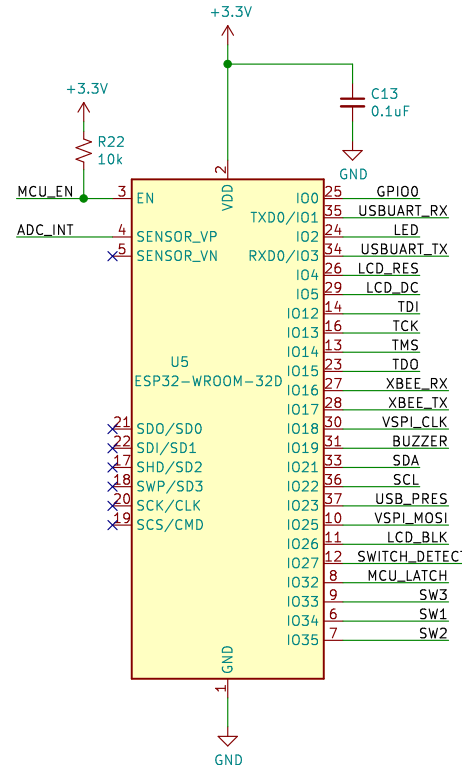 +3.3V
+3.3V
C13
0.1uF
R22
10k
GND
2
VDD
MCU_EN 3 EN
ADC_INT 4 SENSOR_VP
5 SENSOR_VN
IO0 25 GPIO0
TXD0/IO1 35 USBUART_RX
IO2 24 LED
RXD0/IO3 34 USBUART_TX
IO4 26 LCD_RES
IO5 29 LCD_DC
IO12 14 TDI
IO13 16 TCK
IO14 13 TMS
IO15 23 TDO
IO16 27 XBEE_RX
IO17 28 XBEE_TX
IO18 30 VSPI_CLK
IO19 31 BUZZER
IO21 33 SDA
IO22 36 SCL
IO23 37 USB_PRES
IO25 10 VSPI_MOSI
IO26 11 LCD_BLK
IO27 12 SWITCH_DETECT
IO32 8 MCU_LATCH
IO33 9 SW3
IO34 6 SW1
IO35 7 SW2
U5
ESP32-WROOM-32D
21 SDO/SD0
22 SDI/SD1
17 SHD/SD2
18 SWP/SD3
20 SCK/CLK
19 SCS/CMD
GND
1
GND